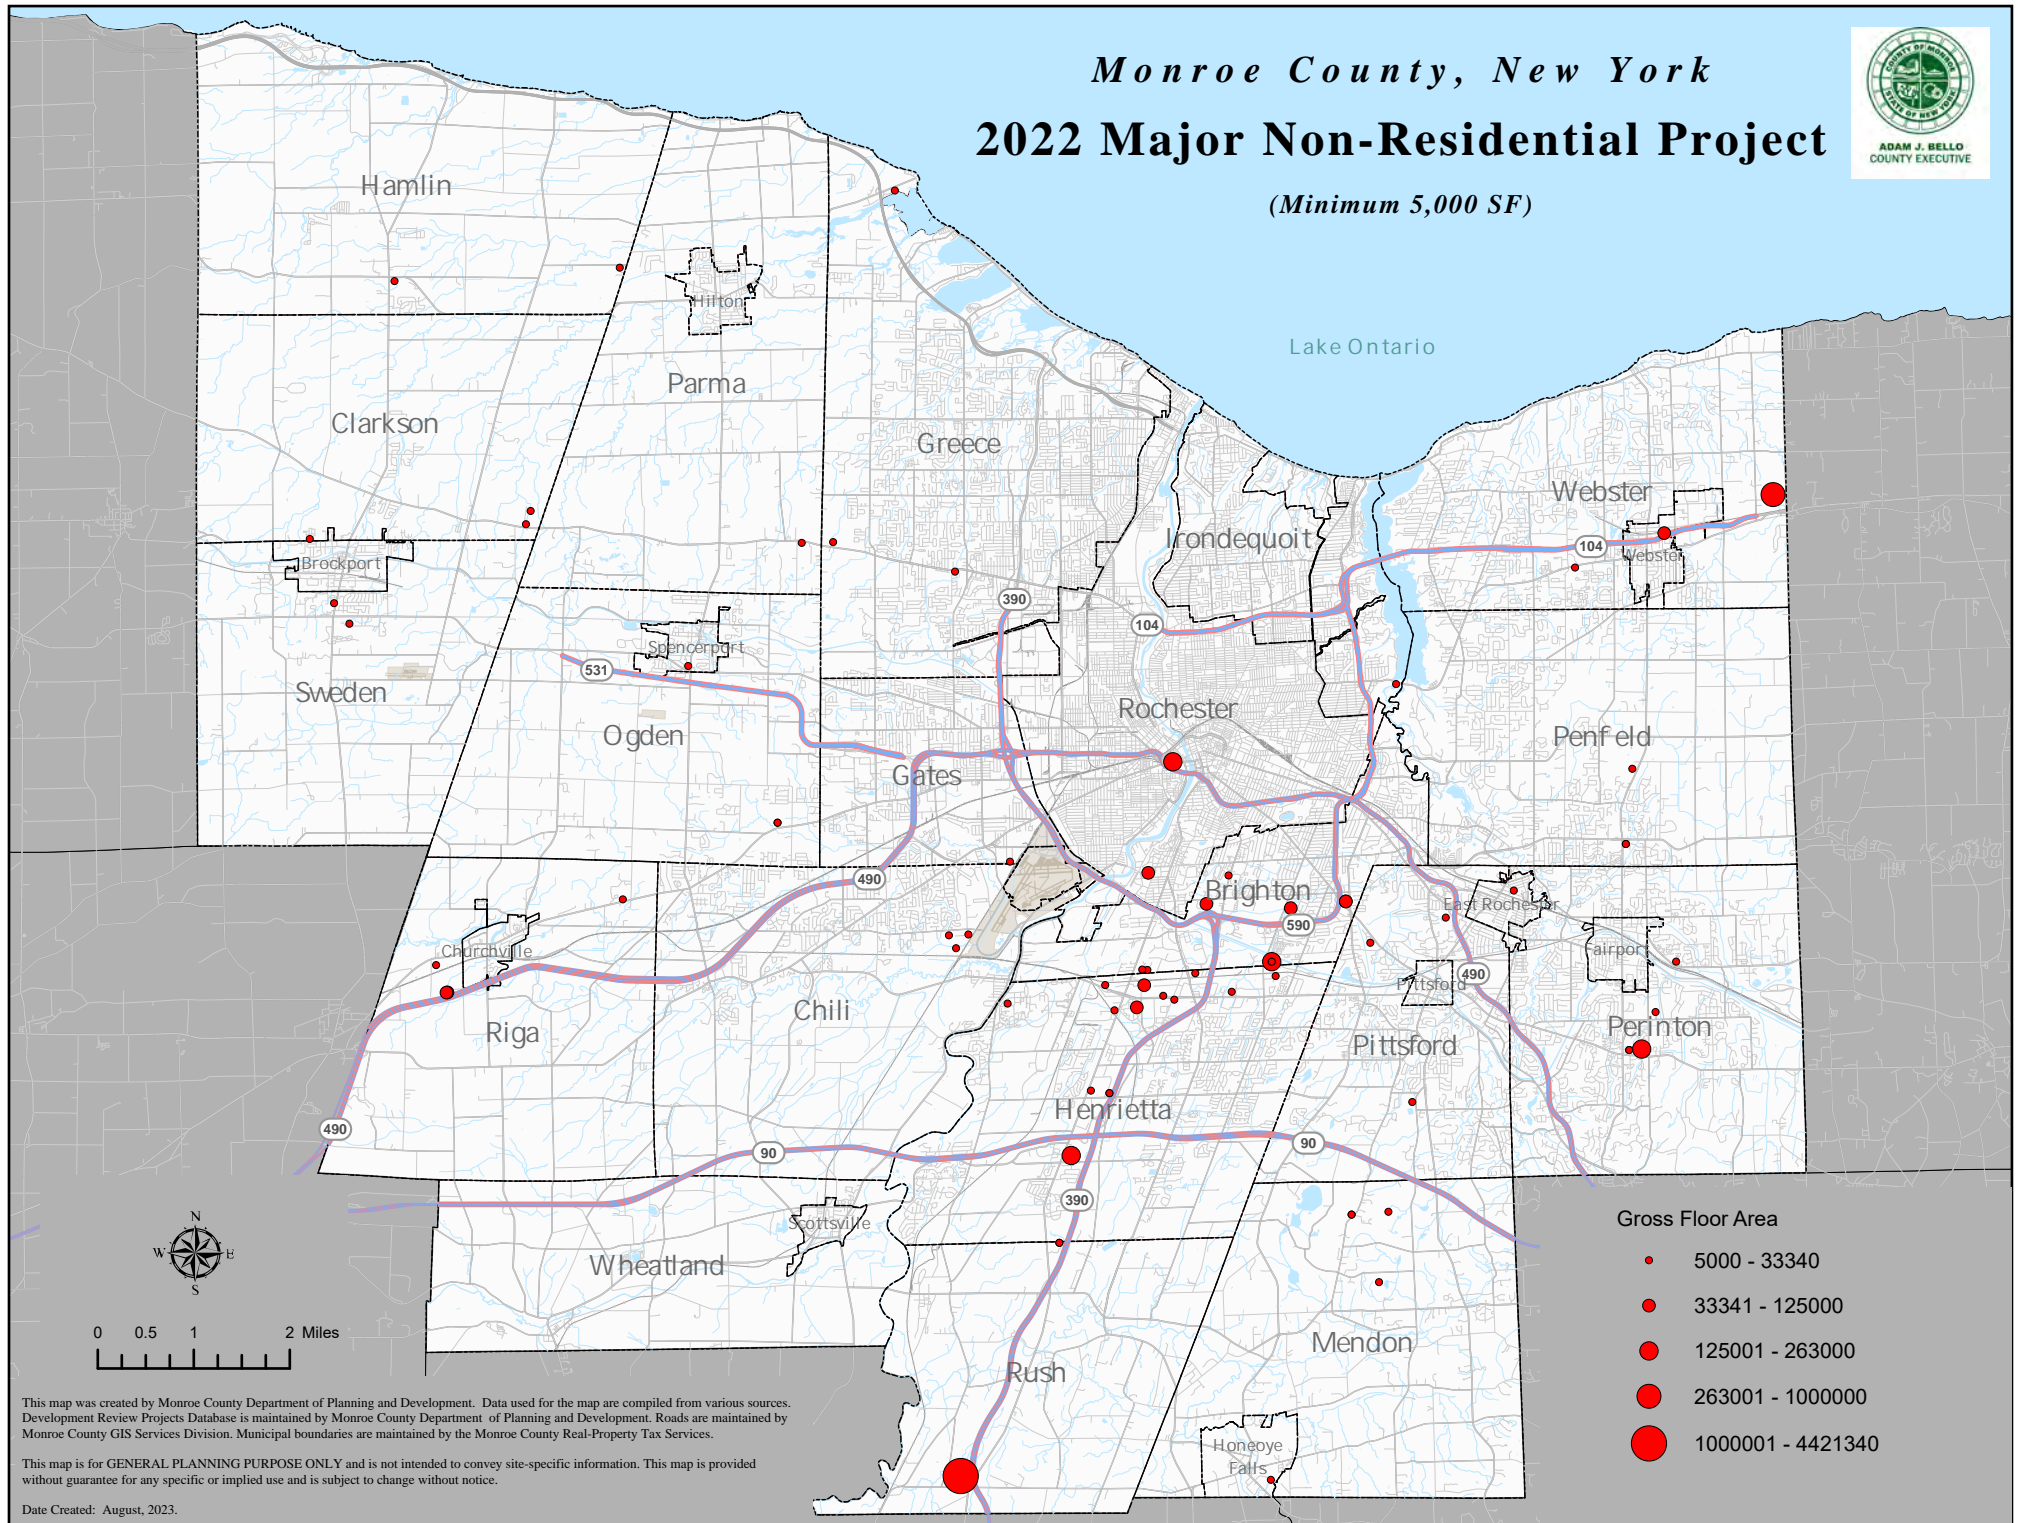 Monroe County, New York
2022 Major Non-Residential Project
(Minimum 5,000 SF)
COUNTY OF MONROE
STATE OF NEW YORK
ADAM J. BELLO
COUNTY EXECUTIVE
Hamlin
Hilton
Lake Ontario
Parma
Clarkson
Greece
Webster
Irondequoit
104
Webster
Brockport
390
104
Spencerport
531
Sweden
Rochester
Ogden
Penfeld
Gates
490
Brighton
East Rochester
590
Churchville
Fairport
490
Pittsford
Chili
Riga
Perinton
Pittsford
Henrietta
490
90
90
390
Scottsville
Wheatland
Mendon
Rush
Honeoye
Falls
N
W E
S
0 0.5 1 2 Miles
Gross Floor Area
5000 - 33340
33341 - 125000
125001 - 263000
263001 - 1000000
1000001 - 4421340
This map was created by Monroe County Department of Planning and Development. Data used for the map are compiled from various sources.
Development Review Projects Database is maintained by Monroe County Department of Planning and Development. Roads are maintained by
Monroe County GIS Services Division. Municipal boundaries are maintained by the Monroe County Real-Property Tax Services.
This map is for GENERAL PLANNING PURPOSE ONLY and is not intended to convey site-specific information. This map is provided
without guarantee for any specific or implied use and is subject to change without notice.
Date Created: August, 2023.